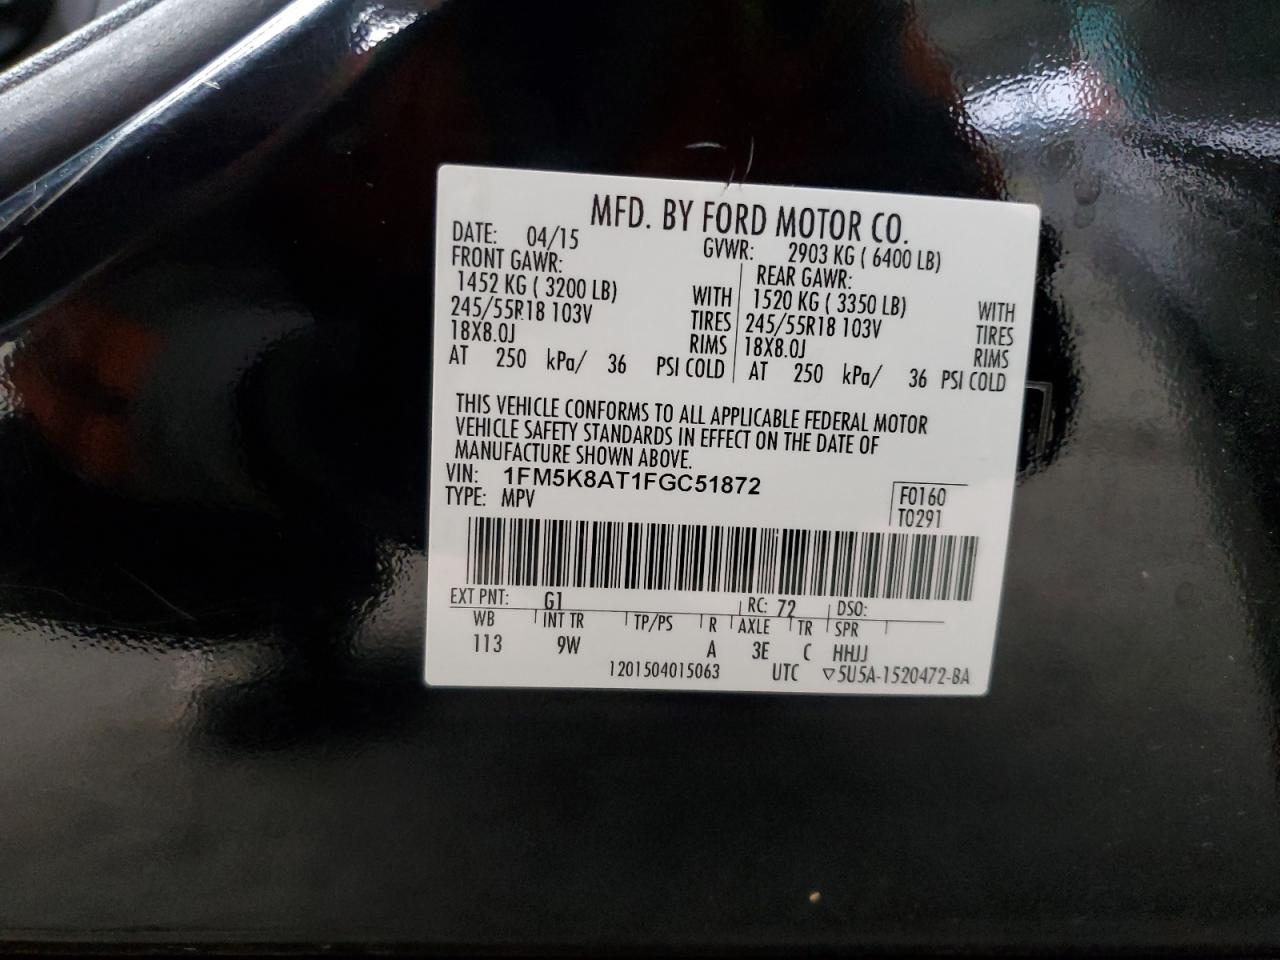 MFD. BY FORD MOTOR CO.
DATE: 04/15 GVWR: 2903 KG ( 6400 LB)
FRONT GAWR: REAR GAWR:
1452 KG ( 3200 LB) WITH 1520 KG ( 3350 LB) WITH
245/55R18 103V TIRES 245/55R18 103V TIRES
18X8.0J RIMS 18X8.0J RIMS
AT 250 kPa/ 36 PSI COLD AT 250 kPa/ 36 PSI COLD
THIS VEHICLE CONFORMS TO ALL APPLICABLE FEDERAL MOTOR
VEHICLE SAFETY STANDARDS IN EFFECT ON THE DATE OF
MANUFACTURE SHOWN ABOVE.
VIN: 1FM5K8AT1FGC51872
TYPE: MPV
F0160
T0291
EXT PNT: G1 RC: 72 DSO:
WB INT TR TP/PS R AXLE TR SPR
113 9W A 3E C HHJJ
1201504015063 UTC ▽5U5A-1520472-BA